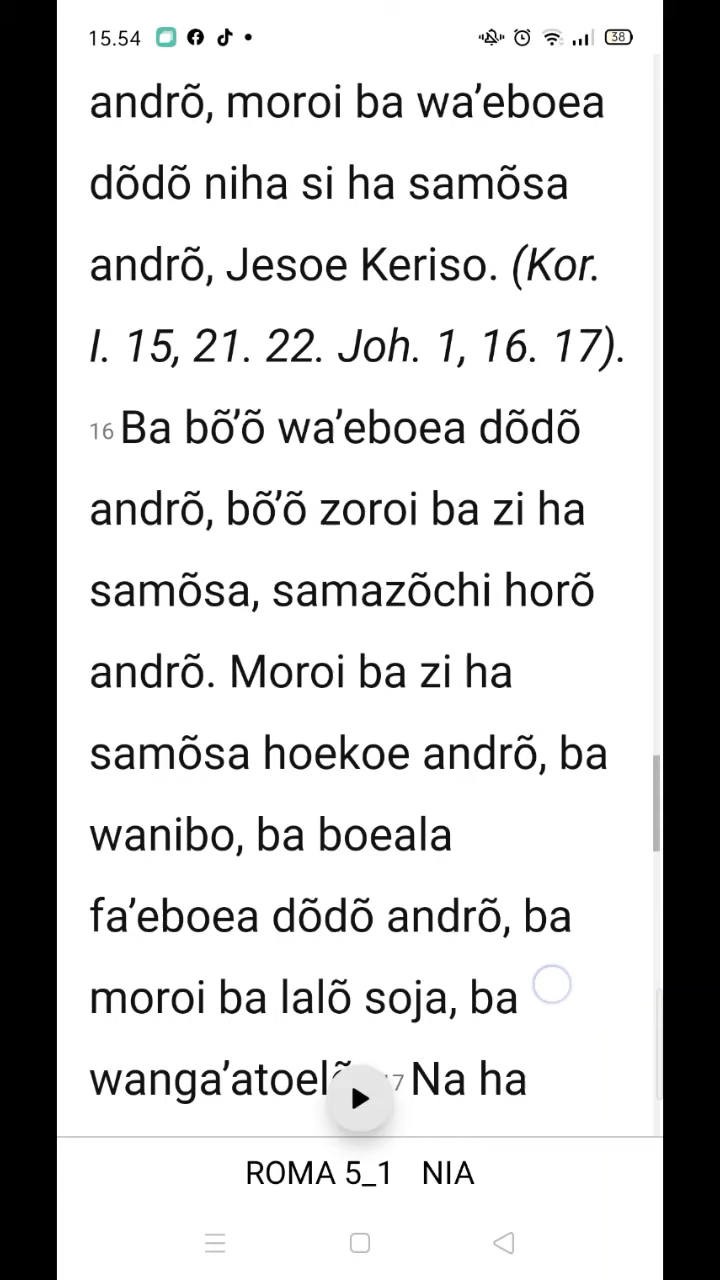 15.54
38
andrõ, moroi ba wa’eboea
dõdõ niha si ha samõsa
andrõ, Jesoe Keriso. (Kor.
I. 15, 21. 22. Joh. 1, 16. 17).
16 Ba bõ’õ wa’eboea dõdõ
andrõ, bõ’õ zoroi ba zi ha
samõsa, samazõchi horõ
andrõ. Moroi ba zi ha
samõsa hoekoe andrõ, ba
wanibo, ba boeala
fa’eboea dõdõ andrõ, ba
moroi ba lalõ soja, ba
Na ha
ROMA 5_1 NIA